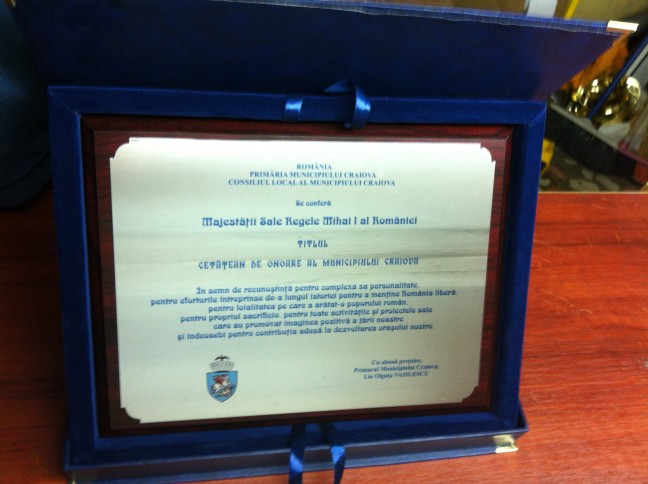 ROMÂNIA
PRIMĂRIA MUNICIPIULUI CRAIOVA
CONSILIUL LOCAL AL MUNICIPIULUI CRAIOVA
Se conferă
Majestății Sale Regele Mihai I al României
TITLUL
CETĂȚEAN DE ONOARE AL MUNICIPIULUI CRAIOVA
În semn de recunoștință pentru complexa sa personalitate,
pentru eforturile întreprinse de-a lungul istoriei pentru a menține România liberă,
pentru loialitatea pe care a arătat-o poporului român,
pentru propriul sacrificiu, pentru toate activitățile și proiectele sale
care au promovat imaginea pozitivă a țării noastre
și îndeosebi pentru contribuția adusă la dezvoltarea orașului nostru.
Cu aleasă prețuire,
Primarul Municipiului Craiova,
Lia Olguța VASILESCU